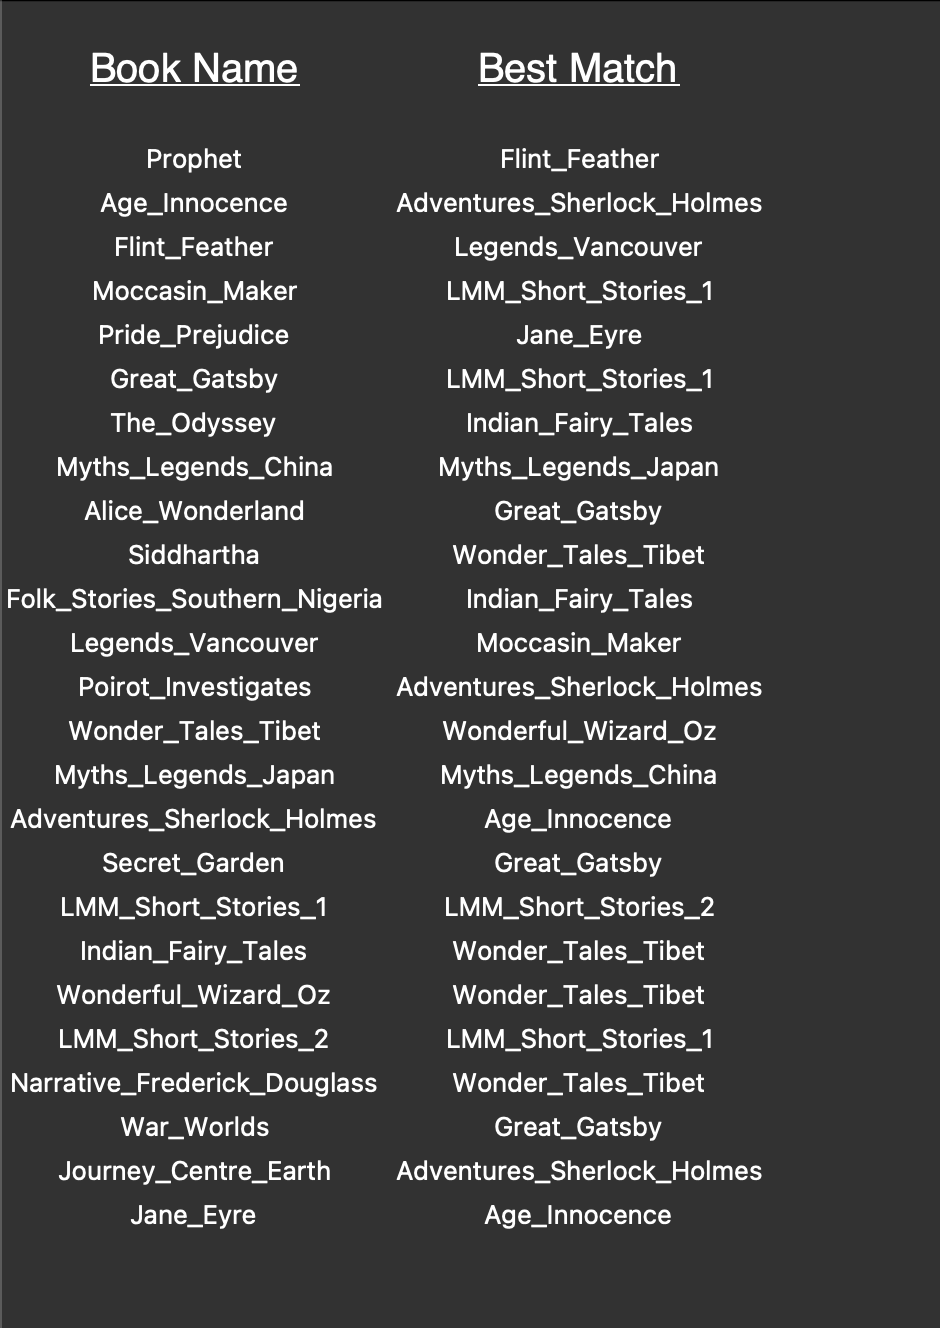 Book Name Best Match
Prophet Flint_Feather
Age_Innocence Adventures_Sherlock_Holmes
Flint_Feather Legends_Vancouver
Moccasin_Maker LMM_Short_Stories_1
Pride_Prejudice Jane_Eyre
Great_Gatsby LMM_Short_Stories_1
The_Odyssey Indian_Fairy_Tales
Myths_Legends_China Myths_Legends_Japan
Alice_Wonderland Great_Gatsby
Siddhartha Wonder_Tales_Tibet
Folk_Stories_Southern_Nigeria Indian_Fairy_Tales
Legends_Vancouver Moccasin_Maker
Poirot_Investigates Adventures_Sherlock_Holmes
Wonder_Tales_Tibet Wonderful_Wizard_Oz
Myths_Legends_Japan Myths_Legends_China
Adventures_Sherlock_Holmes Age_Innocence
Secret_Garden Great_Gatsby
LMM_Short_Stories_1 LMM_Short_Stories_2
Indian_Fairy_Tales Wonder_Tales_Tibet
Wonderful_Wizard_Oz Wonder_Tales_Tibet
LMM_Short_Stories_2 LMM_Short_Stories_1
Narrative_Frederick_Douglass Wonder_Tales_Tibet
War_Worlds Great_Gatsby
Journey_Centre_Earth Adventures_Sherlock_Holmes
Jane_Eyre Age_Innocence